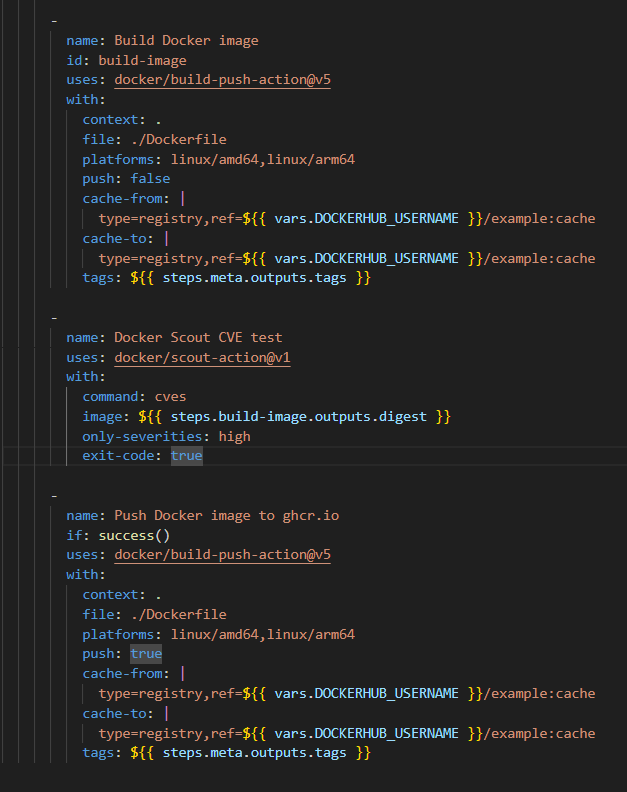 -
name: Build Docker image
id: build-image
uses: docker/build-push-action@v5
with:
context: .
file: ./Dockerfile
platforms: linux/amd64,linux/arm64
push: false
cache-from: |
type=registry,ref=${{ vars.DOCKERHUB_USERNAME }}/example:cache
cache-to: |
type=registry,ref=${{ vars.DOCKERHUB_USERNAME }}/example:cache
tags: ${{ steps.meta.outputs.tags }}
-
name: Docker Scout CVE test
uses: docker/scout-action@v1
with:
command: cves
image: ${{ steps.build-image.outputs.digest }}
only-severities: high
exit-code: true
-
name: Push Docker image to ghcr.io
if: success()
uses: docker/build-push-action@v5
with:
context: .
file: ./Dockerfile
platforms: linux/amd64,linux/arm64
push: true
cache-from: |
type=registry,ref=${{ vars.DOCKERHUB_USERNAME }}/example:cache
cache-to: |
type=registry,ref=${{ vars.DOCKERHUB_USERNAME }}/example:cache
tags: ${{ steps.meta.outputs.tags }}